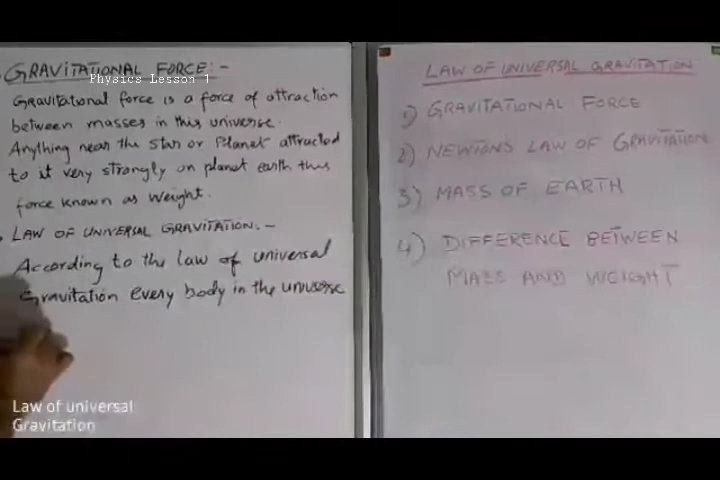 GRAVITATIONAL FORCE:-
Physics Lesson 1
Gravitational force is a force of attraction
between masses in this universe.
Anything near the star or Planet attracted
to it very strongly on planet earth this
force known as weight.
LAW OF UNIVERSAL GRAVITATION.-
According to the law of universal
Gravitation every body in the universe
LAW OF UNIVERSAL GRAVITATION
1) GRAVITATIONAL FORCE
2) NEWTONS LAW OF GRAVITATION
3) MASS OF EARTH
4) DIFFERENCE BETWEEN
MASS AND WEIGHT
Law of universal
Gravitation